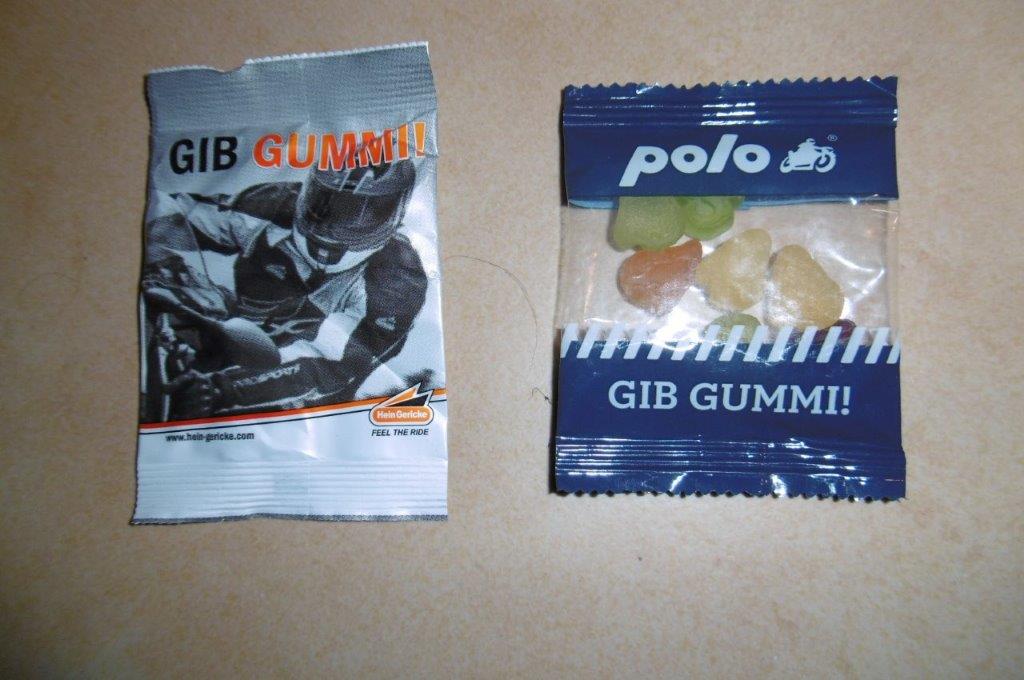 GIB GUMMI!
Hein Gericke
FEEL THE RIDE
www.hein-gericke.com
polo
®
GIB GUMMI!